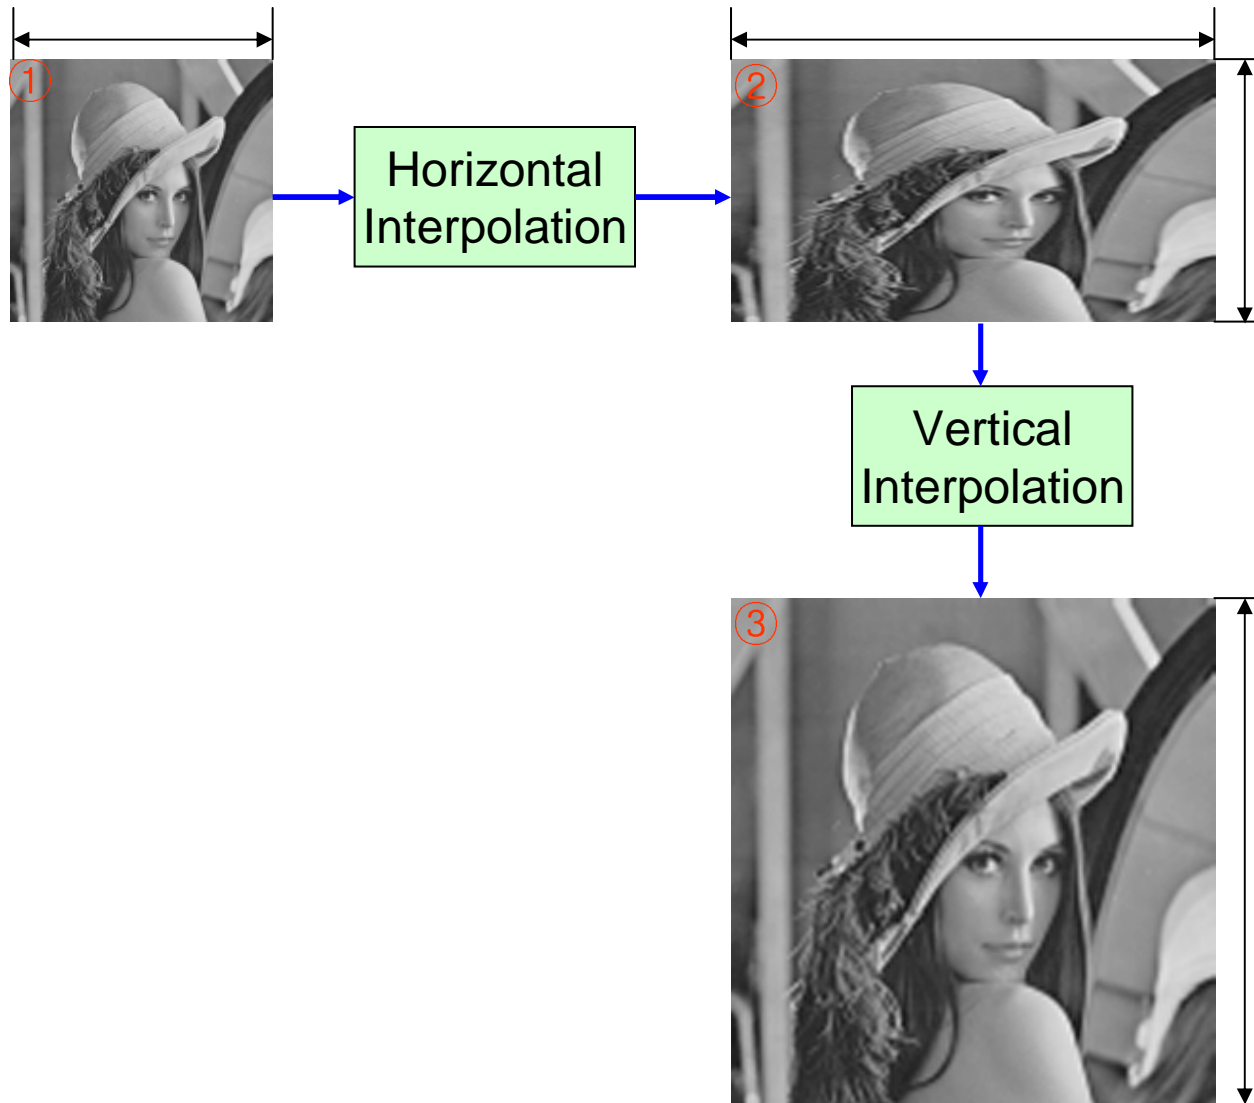 ①
②
Horizontal
Interpolation
Vertical
Interpolation
③